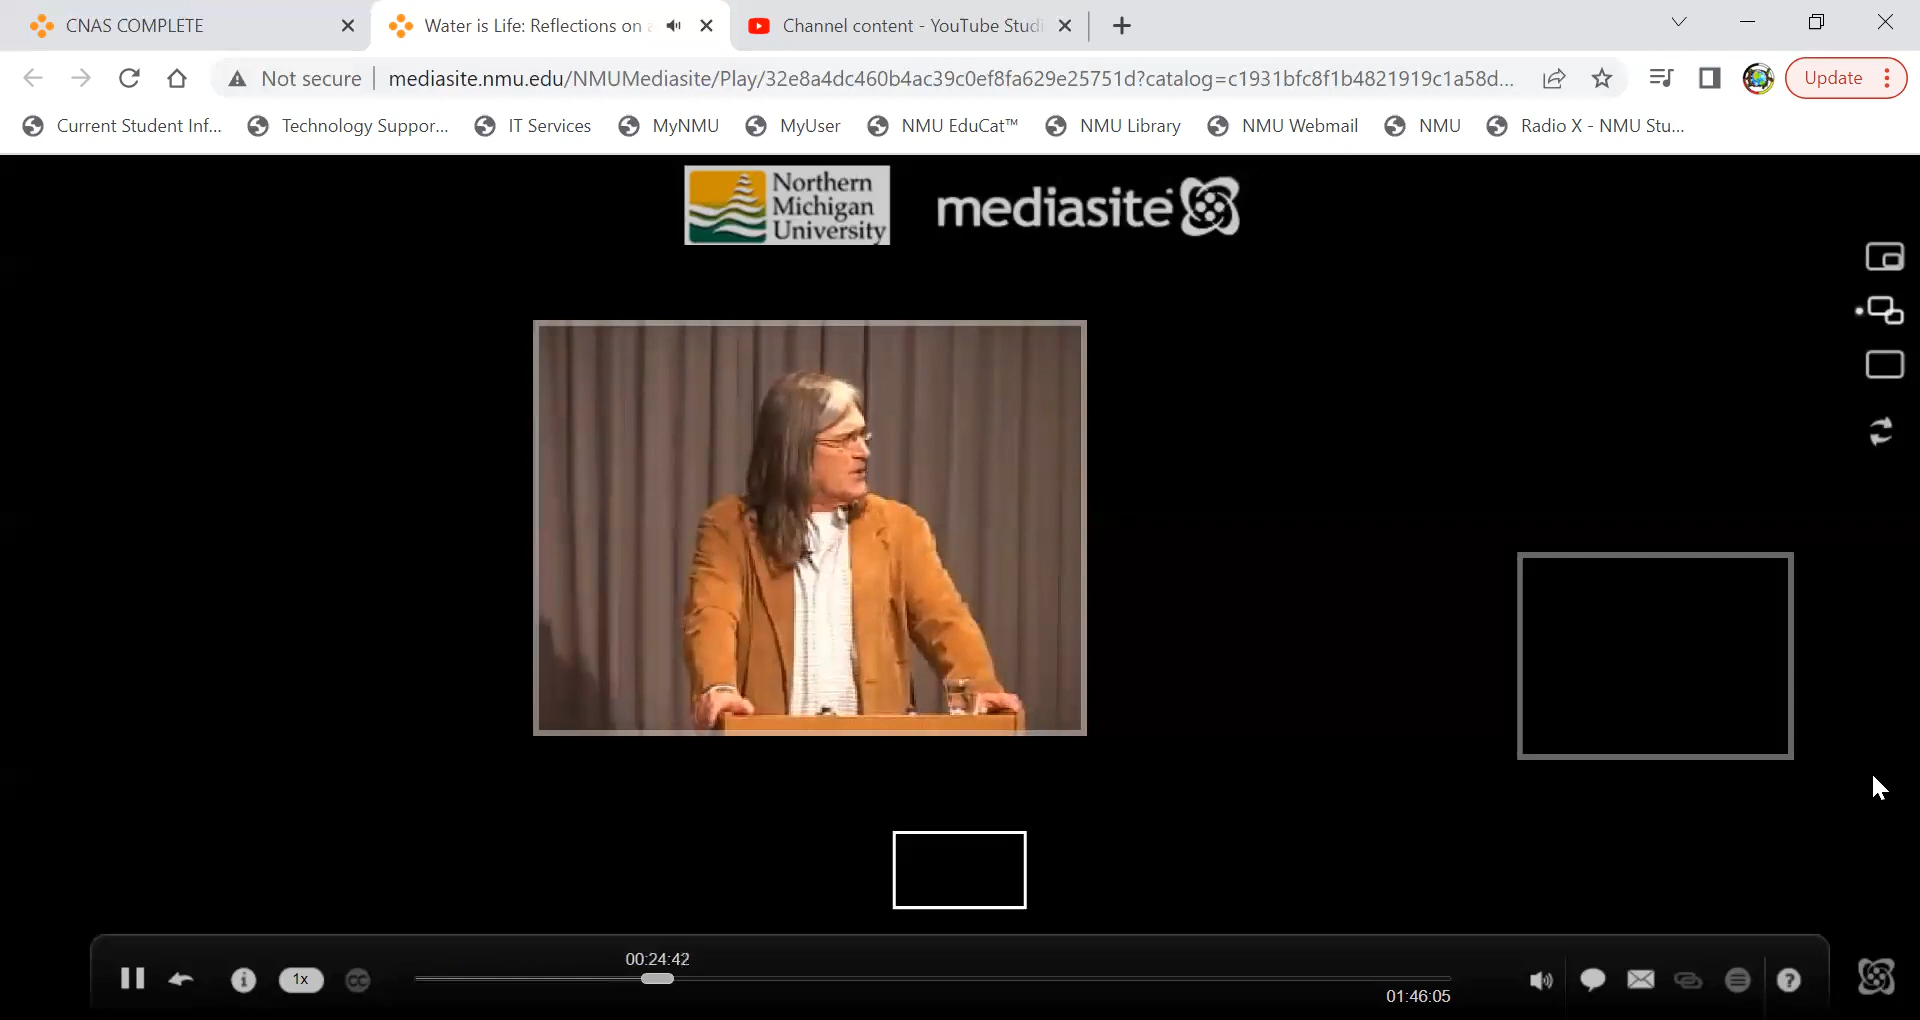 CNAS COMPLETE
Water is Life: Reflections on a
Channel content - YouTube Studi
Not secure
mediasite.nmu.edu/NMUMediasite/Play/32e8a4dc460b4ac39c0ef8fa629e25751d?catalog=c1931bfc8f1b4821919c1a58d...
Update
Current Student Inf...
Technology Suppor...
IT Services
MyNMU
MyUser
NMU EduCat™
NMU Library
NMU Webmail
NMU
Radio X - NMU Stu...
Northern
Michigan
University
mediasite
00:24:42
1x
CC
01:46:05